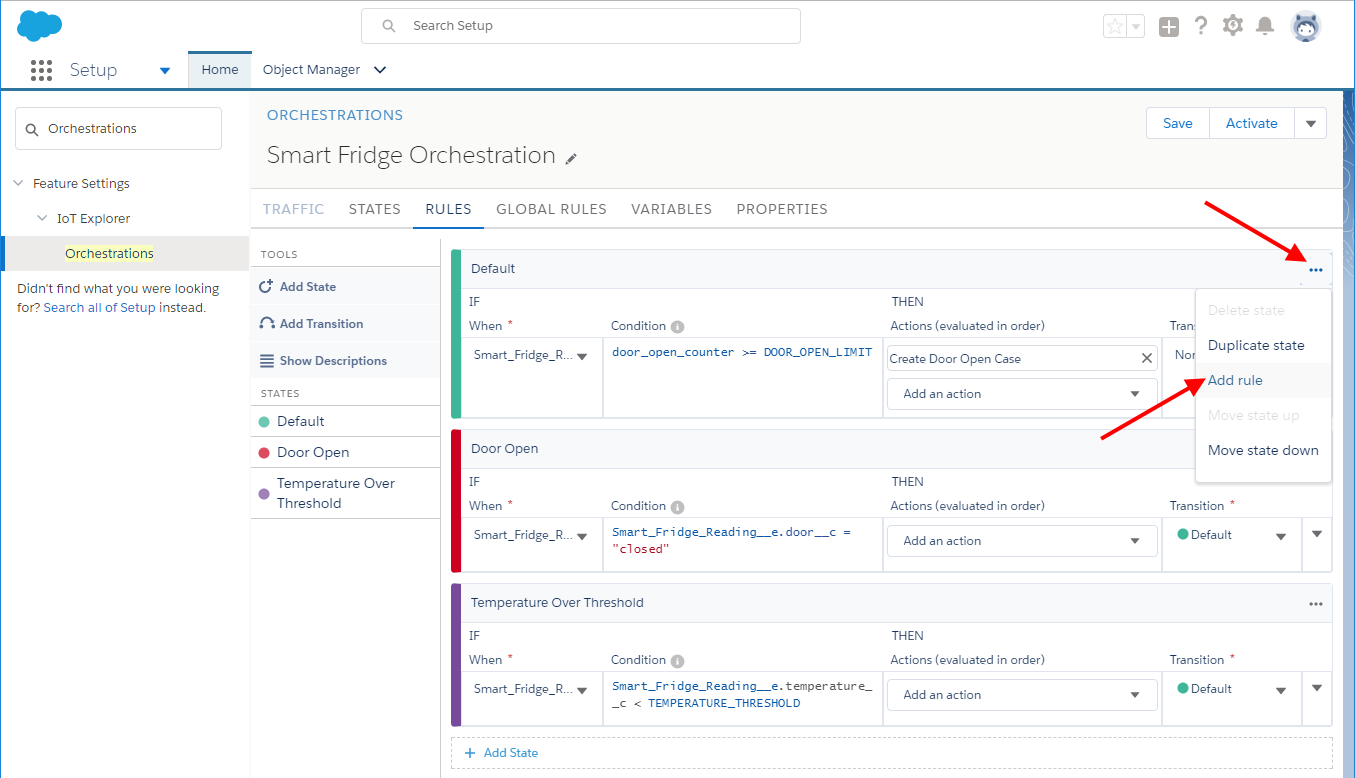 Search Setup
Setup
Home
Object Manager
Orchestrations
Feature Settings
IoT Explorer
Orchestrations
Didn't find what you were looking
for? Search all of Setup instead.
ORCHESTRATIONS
Smart Fridge Orchestration
Save
Activate
TRAFFIC
STATES
RULES
GLOBAL RULES
VARIABLES
PROPERTIES
TOOLS
Add State
Add Transition
Show Descriptions
STATES
Default
Door Open
Temperature Over
Threshold
Default
IF
THEN
When *
Condition
Actions (evaluated in order)
Smart_Fridge_R...
door_open_counter >= DOOR_OPEN_LIMIT
Create Door Open Case
Add an action
Delete state
Duplicate state
Add rule
Move state up
Move state down
Door Open
IF
THEN
When *
Condition
Actions (evaluated in order)
Transition *
Smart_Fridge_R...
Smart_Fridge_Reading__e.door__c =
"closed"
Add an action
Default
Temperature Over Threshold
IF
THEN
When *
Condition
Actions (evaluated in order)
Transition *
Smart_Fridge_R...
Smart_Fridge_Reading__e.temperature_
_c < TEMPERATURE_THRESHOLD
Add an action
Default
+ Add State